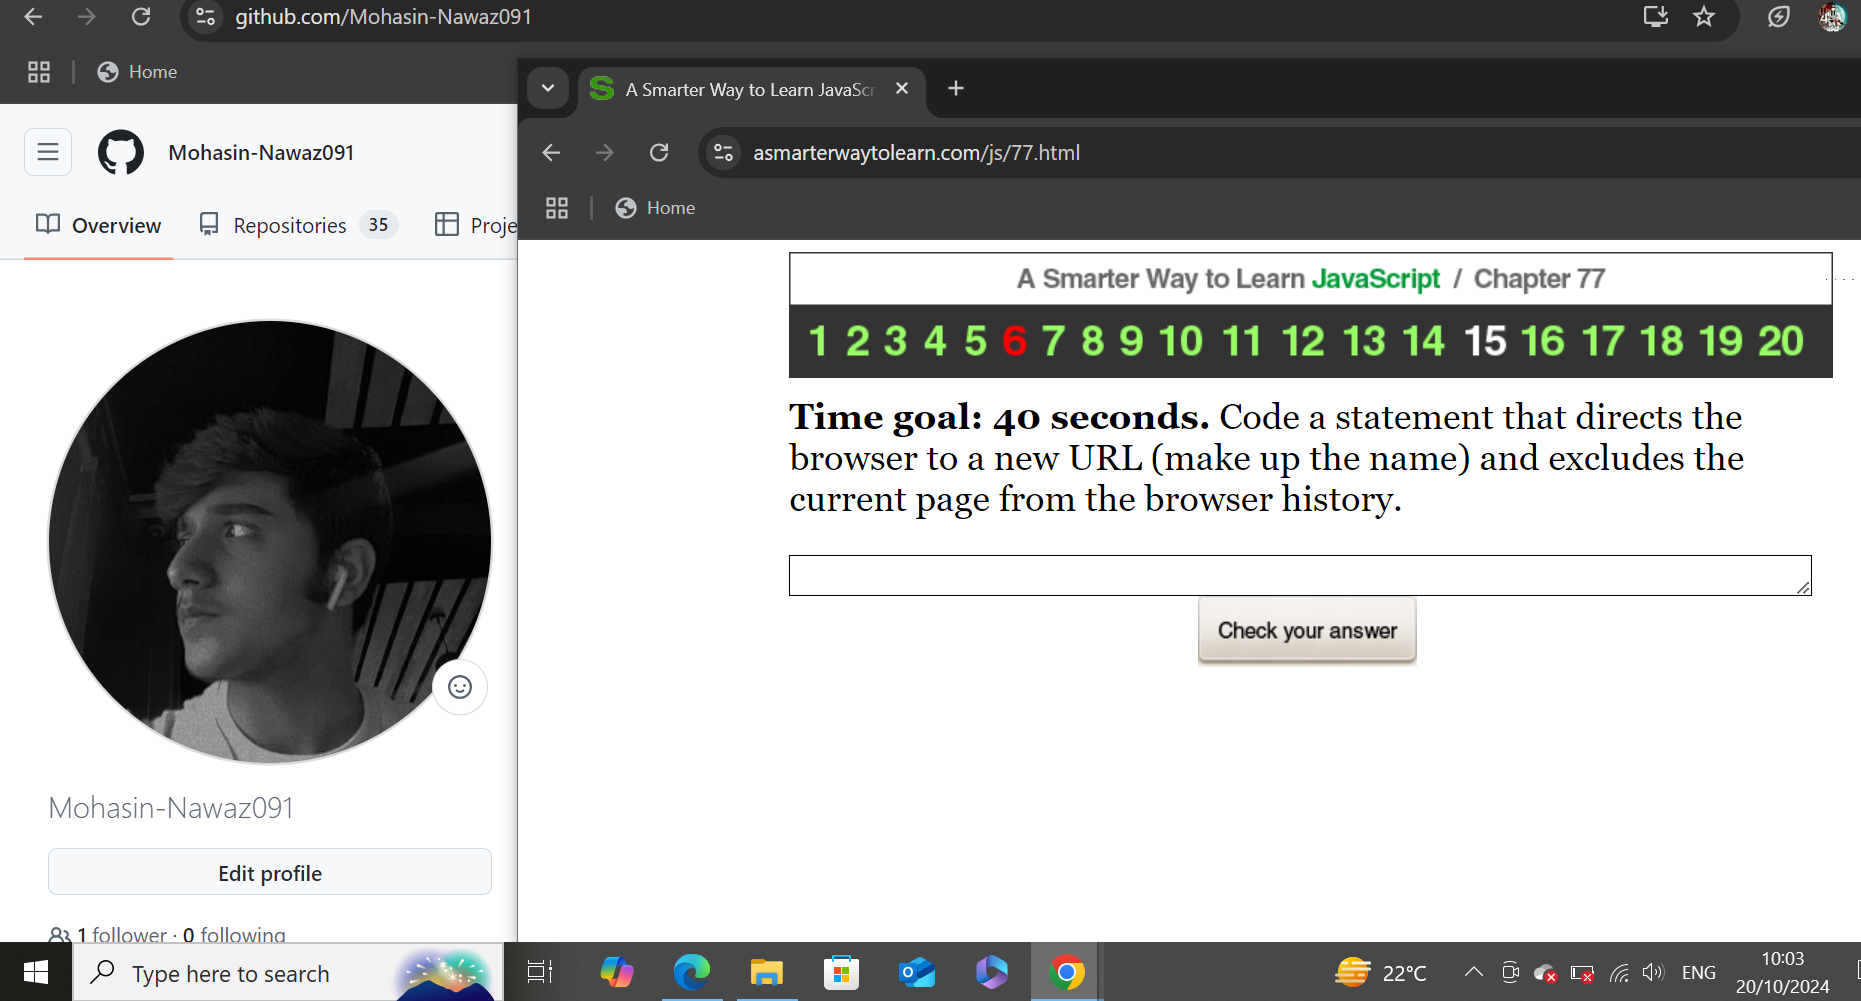 github.com/Mohasin-Nawaz091
Home
Mohasin-Nawaz091
Overview
Repositories 35
Proje
Mohasin-Nawaz091
Edit profile
1 follower · 0 following
A Smarter Way to Learn JavaScr
asmarterwaytolearn.com/js/77.html
Home
A Smarter Way to Learn JavaScript / Chapter 77
1 2 3 4 5 6 7 8 9 10 11 12 13 14 15 16 17 18 19 20
Time goal: 40 seconds. Code a statement that directs the
browser to a new URL (make up the name) and excludes the
current page from the browser history.
Check your answer
Type here to search
22°C
ENG
10:03
20/10/2024